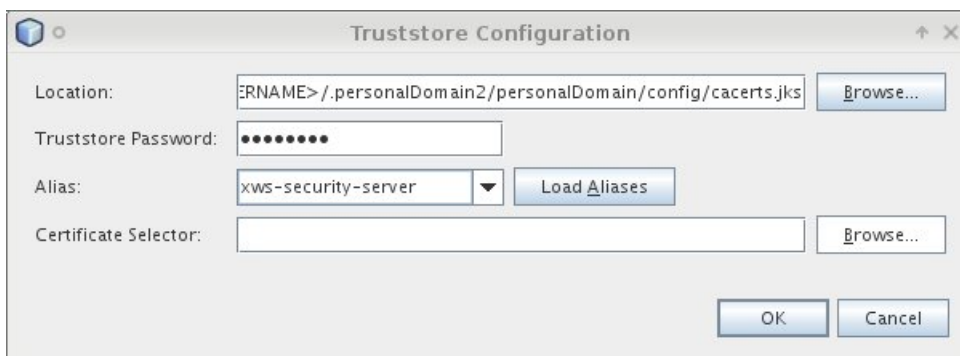 Truststore Configuration
Location: ERNAME>/.personalDomain2/personalDomain/config/cacerts.jks Browse...
Truststore Password: ●●●●●●●●
Alias: xws-security-server Load Aliases
Certificate Selector: Browse...
OK Cancel